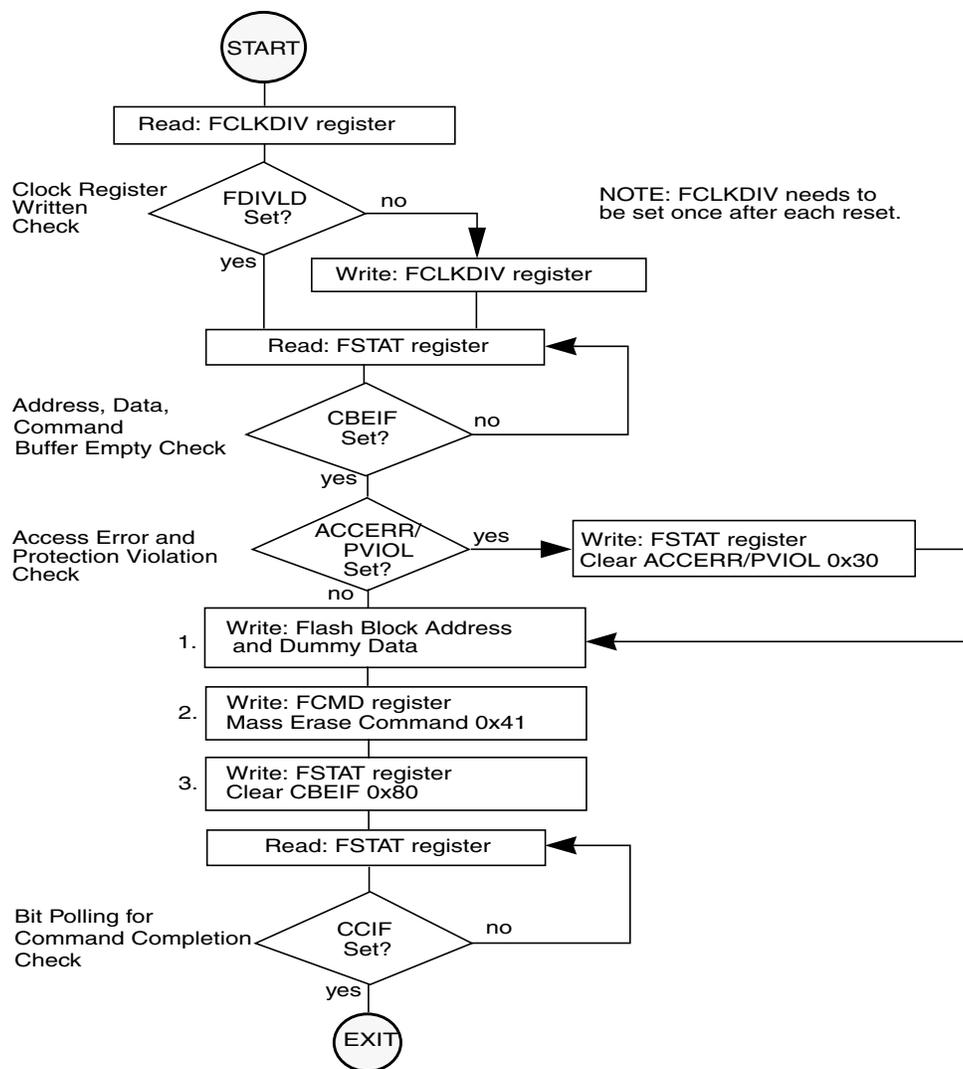 START
Read: FCLKDIV register
Clock Register
Written
Check
FDIVLD
Set?
no
yes
NOTE: FCLKDIV needs to
be set once after each reset.
Write: FCLKDIV register
Read: FSTAT register
Address, Data,
Command
Buffer Empty Check
CBEIF
Set?
no
yes
Access Error and
Protection Violation
Check
ACCERR/
PVIOL
Set?
yes
no
Write: FSTAT register
Clear ACCERR/PVIOL 0x30
1.
Write: Flash Block Address
and Dummy Data
2.
Write: FCMD register
Mass Erase Command 0x41
3.
Write: FSTAT register
Clear CBEIF 0x80
Read: FSTAT register
Bit Polling for
Command Completion
Check
CCIF
Set?
no
yes
EXIT